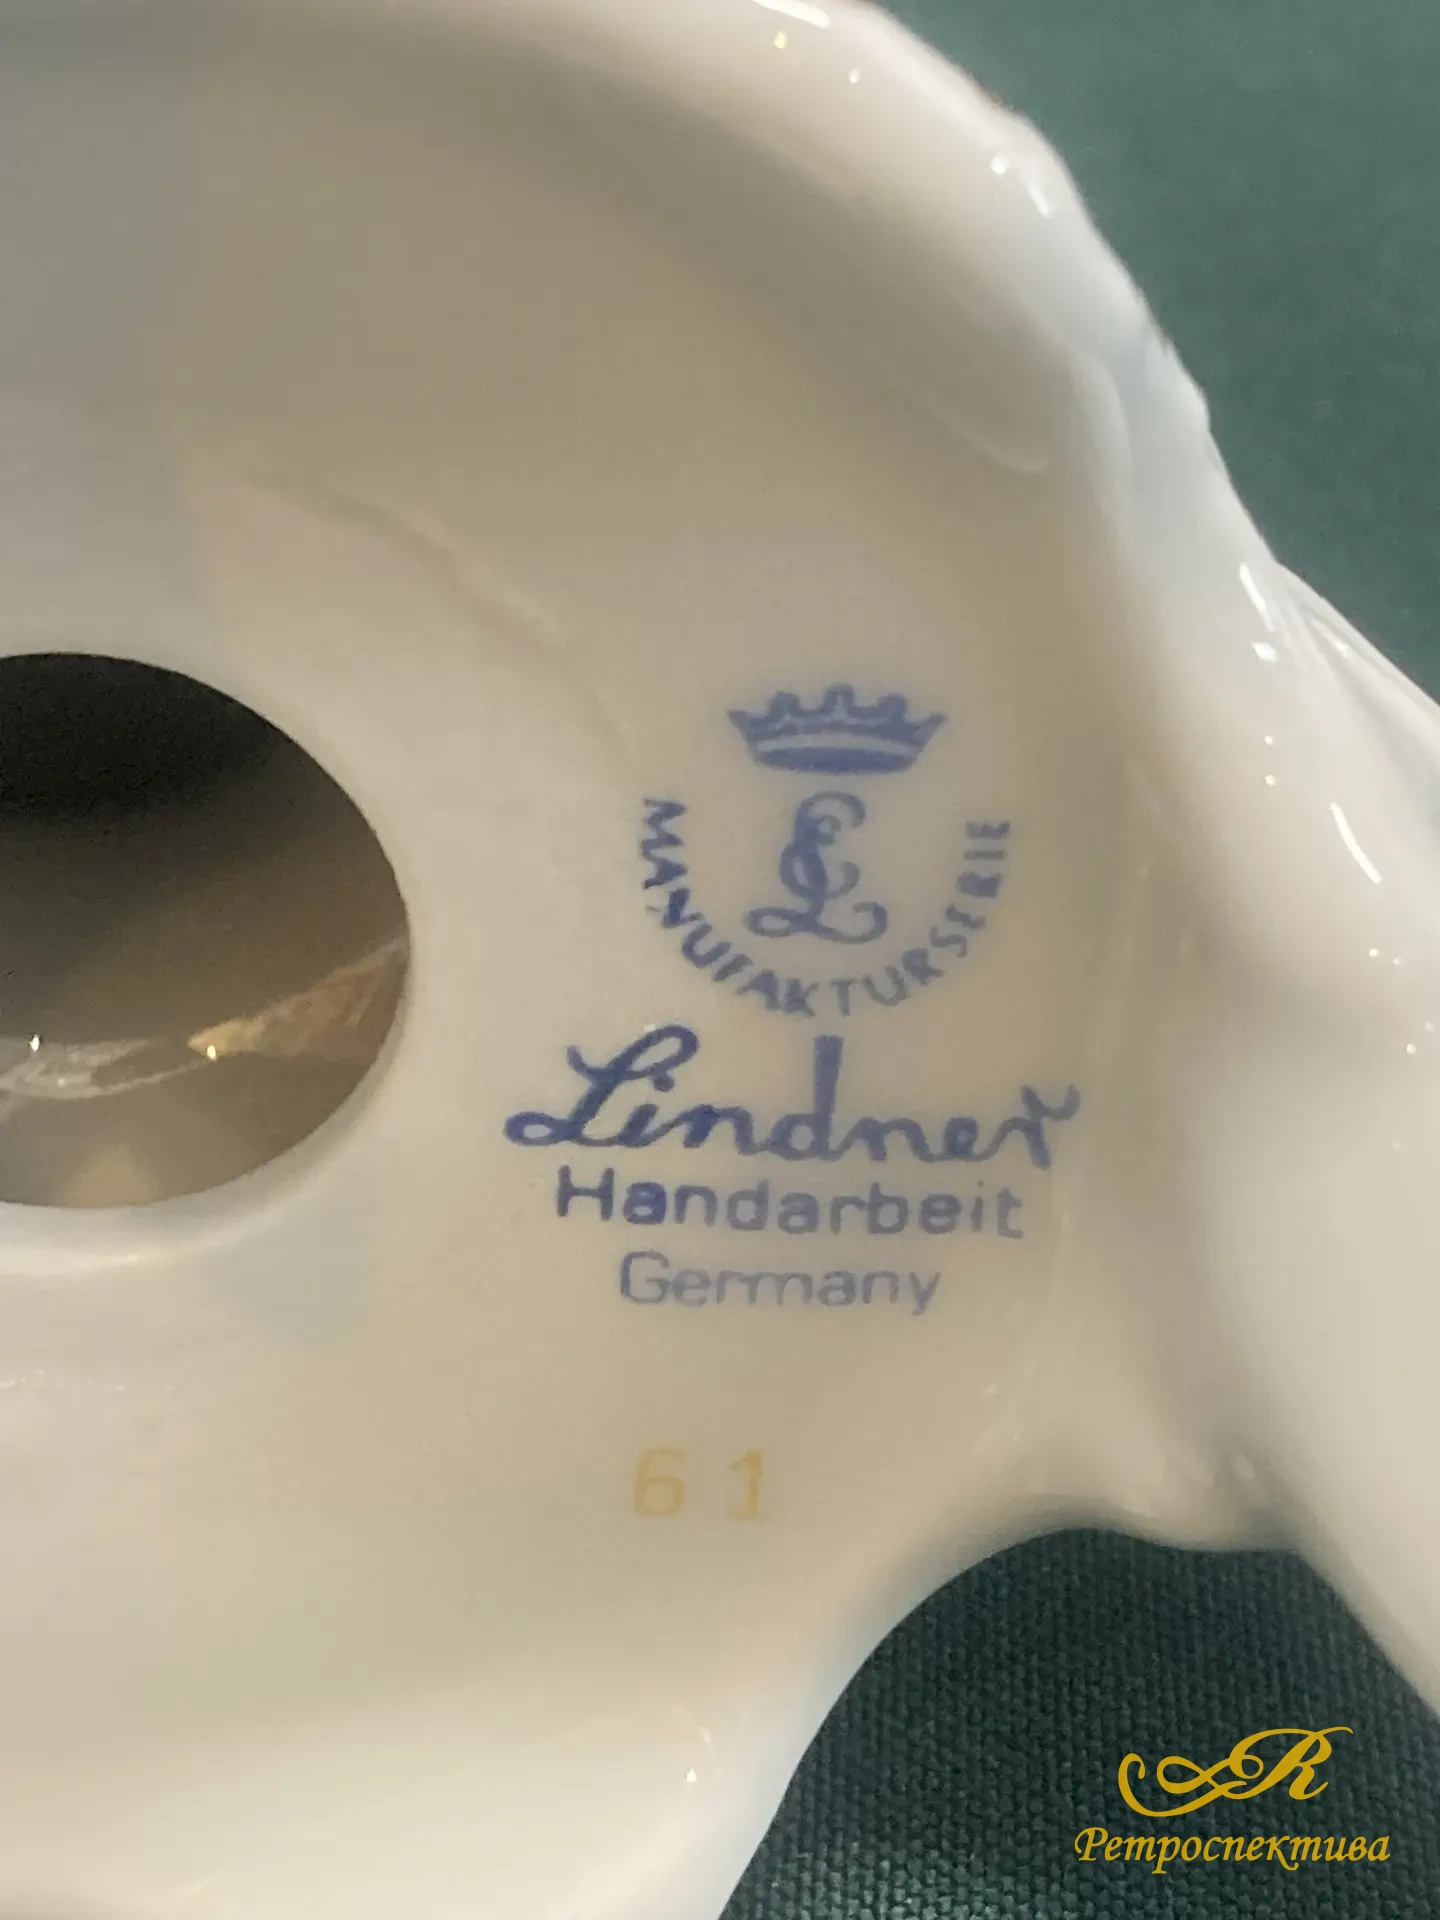 MANUFAKTURSERIE
Lindner
Handarbeit
Germany
61
Ретроспектива